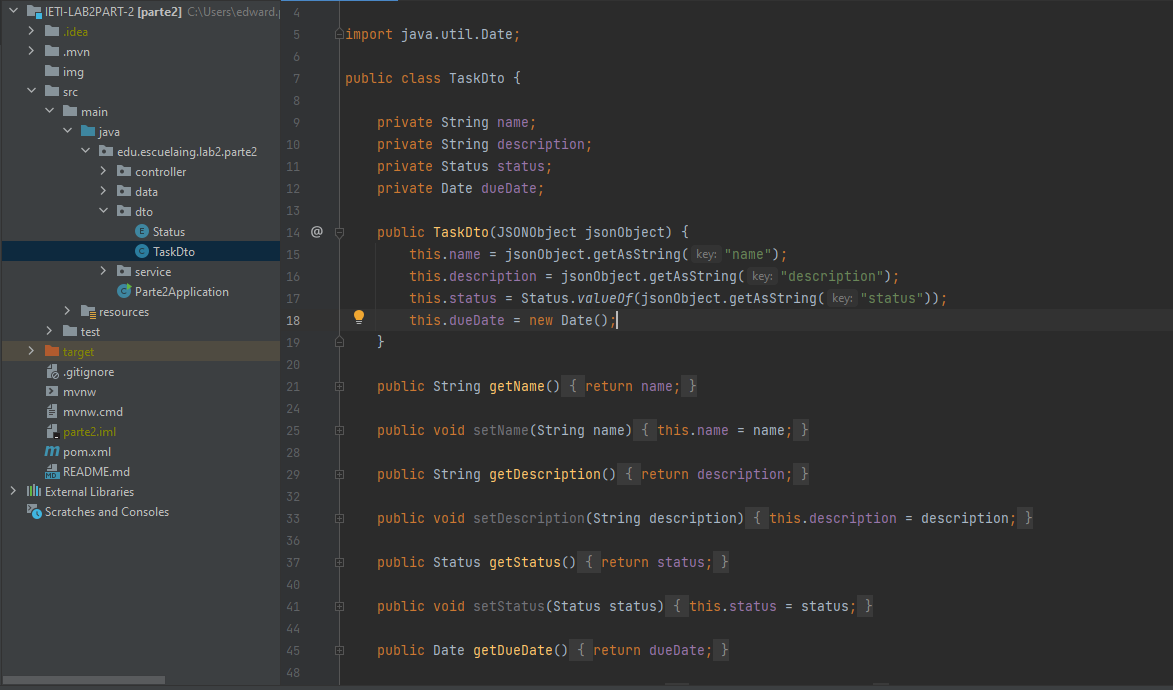 IETI-LAB2PART-2 [parte2] C:\Users\edward.
.idea
.mvn
img
src
main
java
edu.escuelaing.lab2.parte2
controller
data
dto
E Status
C TaskDto
service
C Parte2Application
resources
test
target
.gitignore
mvnw
mvnw.cmd
parte2.iml
m pom.xml
MD README.md
External Libraries
Scratches and Consoles
4
5 import java.util.Date;
6
7 public class TaskDto {
8
9 private String name;
10 private String description;
11 private Status status;
12 private Date dueDate;
13
14 @ public TaskDto(JSONObject jsonObject) {
15 this.name = jsonObject.getAsString( key: "name");
16 this.description = jsonObject.getAsString( key: "description");
17 this.status = Status.valueOf(jsonObject.getAsString( key: "status"));
18 this.dueDate = new Date();
19 }
20
21 public String getName() { return name; }
24
25 public void setName(String name) { this.name = name; }
28
29 public String getDescription() { return description; }
32
33 public void setDescription(String description) { this.description = description; }
36
37 public Status getStatus() { return status; }
40
41 public void setStatus(Status status) { this.status = status; }
44
45 public Date getDueDate() { return dueDate; }
48